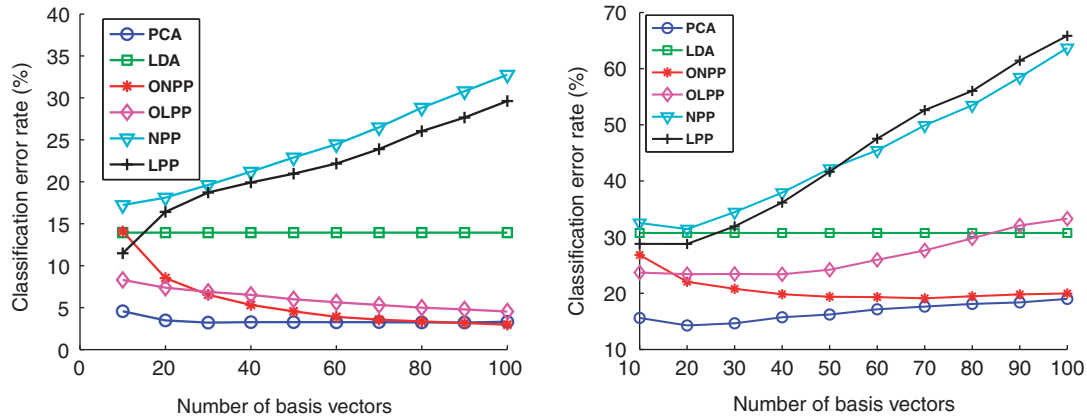 40
35
30
25
20
15
10
5
0
Classification error rate (%)
PCA
LDA
ONPP
OLPP
NPP
LPP
0 20 40 60 80 100
Number of basis vectors
70
60
50
40
30
20
10
Classification error rate (%)
PCA
LDA
ONPP
OLPP
NPP
LPP
10 20 30 40 50 60 70 80 90 100
Number of basis vectors